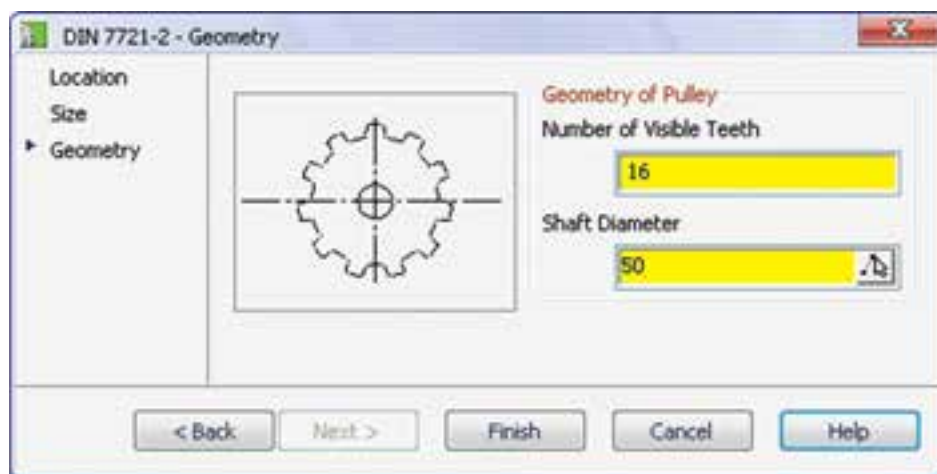 DIN 7721-2 - Geometry
Location
Size
Geometry
Geometry of Pulley
Number of Visible Teeth
16
Shaft Diameter
50
< Back
Next >
Finish
Cancel
Help